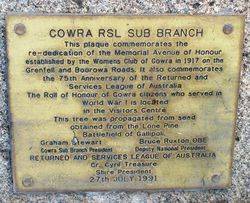 COWRA RSL SUB BRANCH
This plaque commemorates the
re-dedication of the Memorial Avenue of Honour
established by the Womens Club of Cowra in 1917 on the
Grenfell and Boorowa Roads. It also commemorates
the 75th Anniversary of the Returned and
Services League of Australia
The Roll of Honour of Cowra citizens who served in
World War I is located
in the Visitors Centre
This tree was propagated from seed
obtained from the Lone Pine
Battlefield of Gallipoli.
Graham Stewart Bruce Ruxton OBE
Cowra Sub Branch President Deputy National President
RETURNED AND SERVICES LEAGUE OF AUSTRALIA
Cr. Cyril Treasure
Shire President
27th JULY 1991